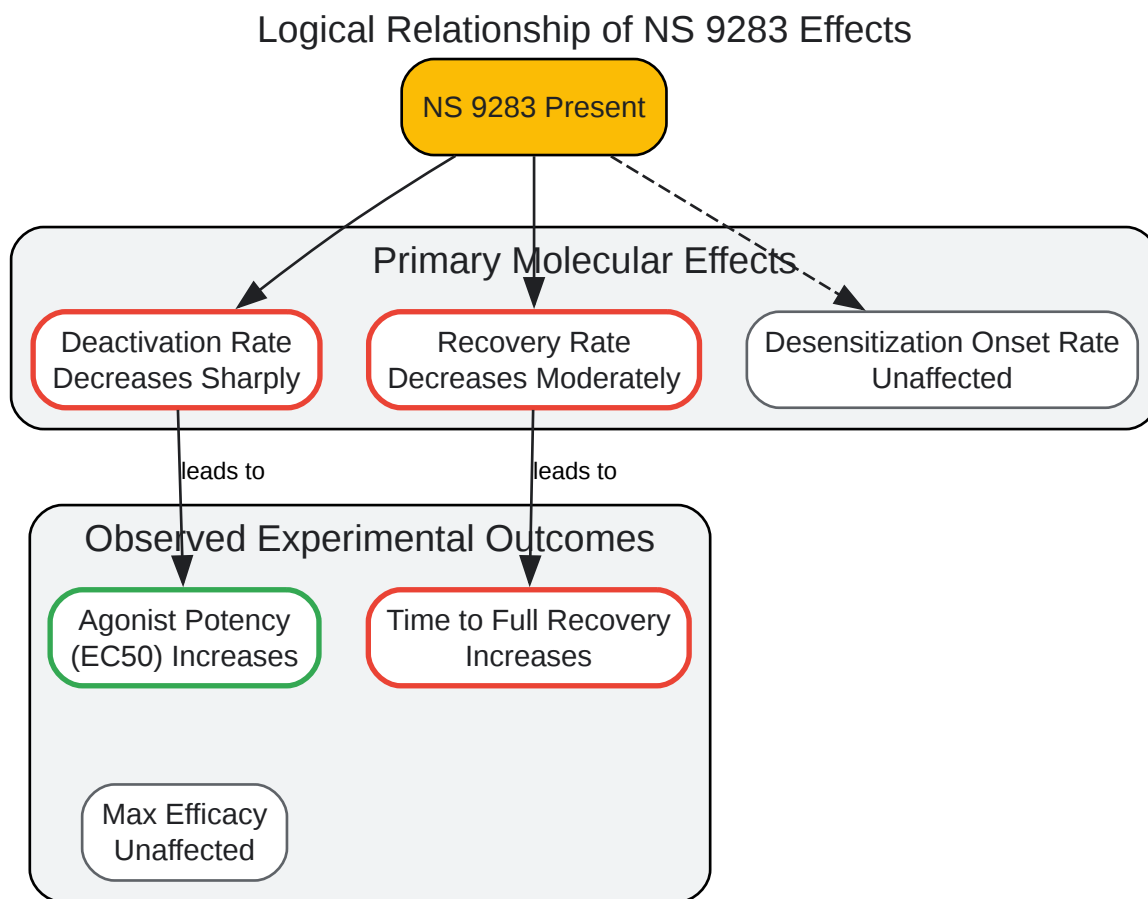 Logical Relationship of NS 9283 Effects
NS 9283 Present
Primary Molecular Effects
Deactivation Rate
Decreases Sharply
Recovery Rate
Decreases Moderately
Desensitization Onset Rate
Unaffected
leads to
leads to
Observed Experimental Outcomes
Agonist Potency
(EC50) Increases
Time to Full Recovery
Increases
Max Efficacy
Unaffected